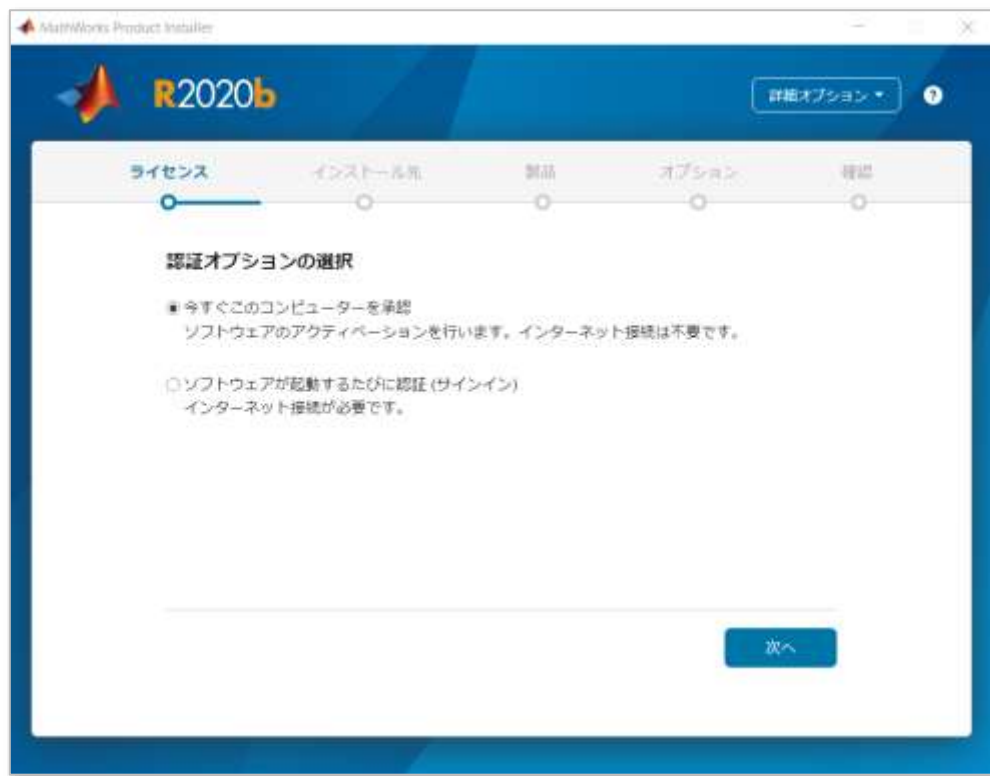 MathWorks Product Installer
R2020b
詳細オプション
?
ライセンス
インストール先
製品
オプション
確認
認証オプションの選択
今すぐこのコンピューターを承認
ソフトウェアのアクティベーションを行います。インターネット接続は不要です。
ソフトウェアが起動するたびに認証 (サインイン)
インターネット接続が必要です。
次へ